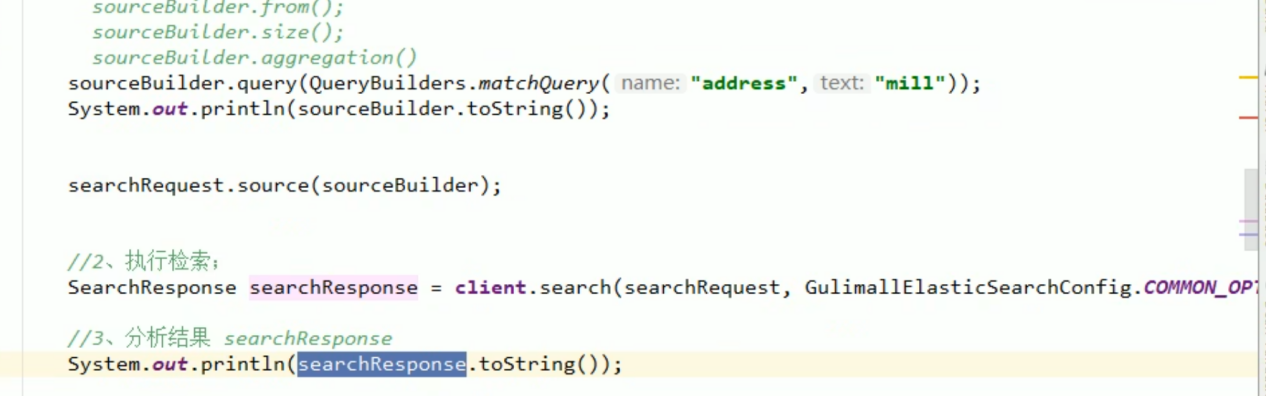 sourceBuilder.from();
sourceBuilder.size();
sourceBuilder.aggregation()
sourceBuilder.query(QueryBuilders.matchQuery( name: "address", text: "mill"));
System.out.println(sourceBuilder.toString());
searchRequest.source(sourceBuilder);
//2、执行检索;
SearchResponse searchResponse = client.search(searchRequest, GulimallElasticSearchConfig.COMMON_OPT
//3、分析结果 searchResponse
System.out.println(searchResponse.toString());